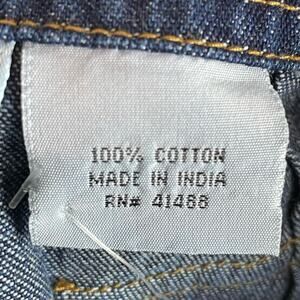 100% COTTON
MADE IN INDIA
RN# 41488